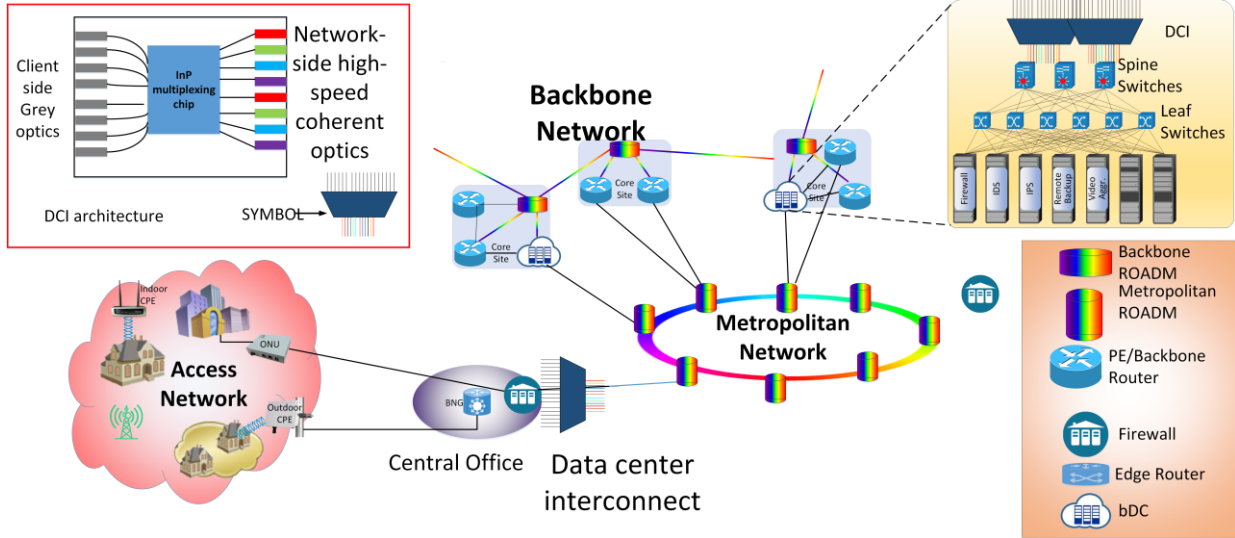 Client
side
Grey
optics
InP
multiplexing
chip
Network-
side high-
speed
coherent
optics
DCI architecture
SYMBOL
Backbone
Network
Core
Site
Core
Site
Core
Site
DCI
Spine
Switches
Leaf
Switches
Firewall
IDS
IPS
Remote
Backup
Video
Aggr.
Backbone
ROADM
Metropolitan
ROADM
PE/Backbone
Router
Firewall
Edge Router
bDC
Metropolitan
Network
Indoor
CPE
ONU
Access
Network
Outdoor
CPE
BNG
Central Office
Data center
interconnect